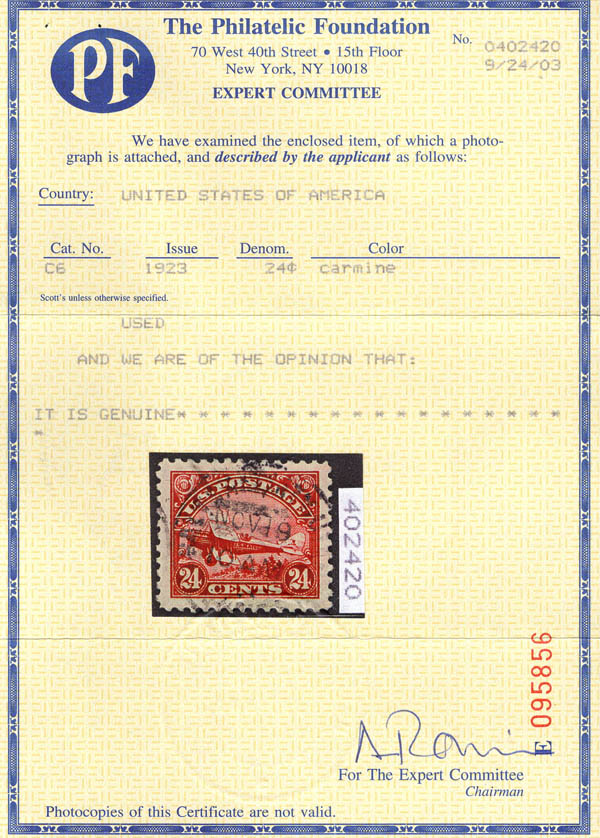 PF
The Philatelic Foundation
70 West 40th Street • 15th Floor
New York, NY 10018
EXPERT COMMITTEE
No. 0402420
9/24/03
We have examined the enclosed item, of which a photo-
graph is attached, and described by the applicant as follows:
Country: UNITED STATES OF AMERICA
Cat. No. Issue Denom. Color
C6 1923 24¢ carmine
Scott's unless otherwise specified.
USED
AND WE ARE OF THE OPINION THAT:
IT IS GENUINE* * * * * * * * * * * * * * * * * *
*
U.S. POSTAGE
NOV 19
24 CENTS 24
402420
095856
For The Expert Committee
Chairman
Photocopies of this Certificate are not valid.